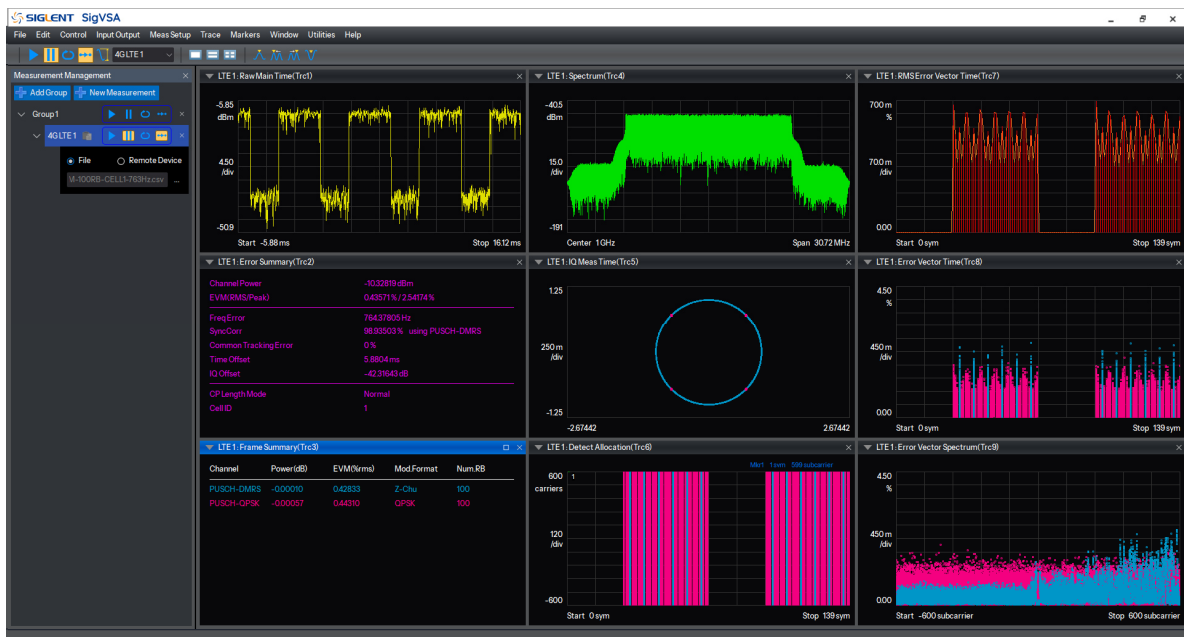 SIGLENT SigVSA
File Edit Control Input Output Meas Setup Trace Markers Window Utilities Help
4G LTE 1
Measurement Management
Add Group New Measurement
Group 1
4G LTE 1
File Remote Device
-100RB-CELL1-763Hz.csv ...
LTE 1: Raw Main Time(Trc1)
-5.85
dBm
4.50
/div
-50.9
Start -5.88 ms Stop 16.12 ms
LTE 1: Spectrum(Trc4)
-40.5
dBm
15.0
/div
-191
Center 1 GHz Span 30.72 MHz
LTE 1: RMS Error Vector Time(Trc7)
700 m
%
700 m
/div
0.00
Start 0 sym Stop 139 sym
LTE 1: Error Summary(Trc2)
Channel Power -10.32819 dBm
EVM(RMS/Peak) 0.43571 % / 2.54174 %
Freq Error 764.37805 Hz
Sync Corr 98.93503 % using PUSCH-DMRS
Common Tracking Error 0 %
Time Offset 5.8804 ms
IQ Offset -42.31643 dB
CP Length Mode Normal
Cell ID 1
LTE 1: IQ Meas Time(Trc5)
1.25
250 m
/div
-1.25
-2.67442 2.67442
LTE 1: Error Vector Time(Trc8)
4.50
%
450 m
/div
0.00
Start 0 sym Stop 139 sym
LTE 1: Frame Summary(Trc3)
Channel Power(dB) EVM(%rms) Mod.Format Num.RB
PUSCH-DMRS -0.00010 0.42833 Z-Chu 100
PUSCH-QPSK -0.00087 0.44310 QPSK 100
LTE 1: Detect Allocation(Trc6)
Mkr1 1 sym 599 subcarrier
600
carriers
1
120
/div
-600
Start 0 sym Stop 139 sym
LTE 1: Error Vector Spectrum(Trc9)
4.50
%
450 m
/div
0.00
Start -600 subcarrier Stop 600 subcarrier